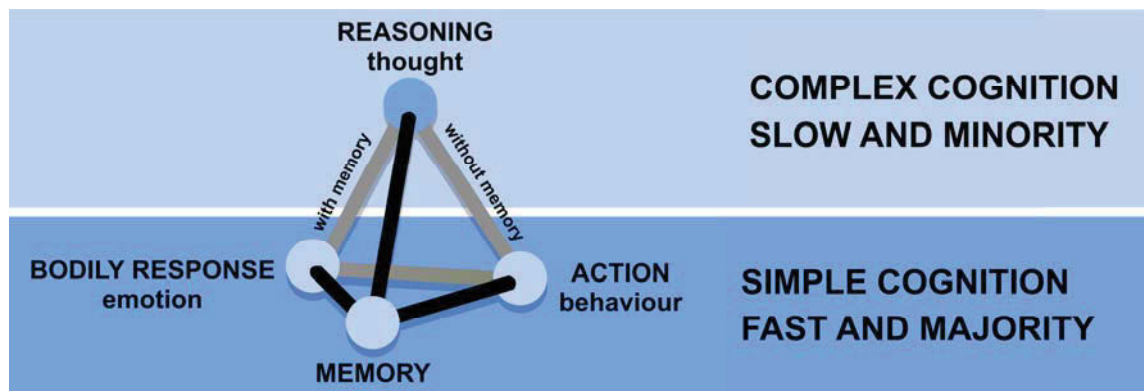 REASONING
thought
with memory
without memory
COMPLEX COGNITION
SLOW AND MINORITY
BODILY RESPONSE
emotion
ACTION
behaviour
MEMORY
SIMPLE COGNITION
FAST AND MAJORITY